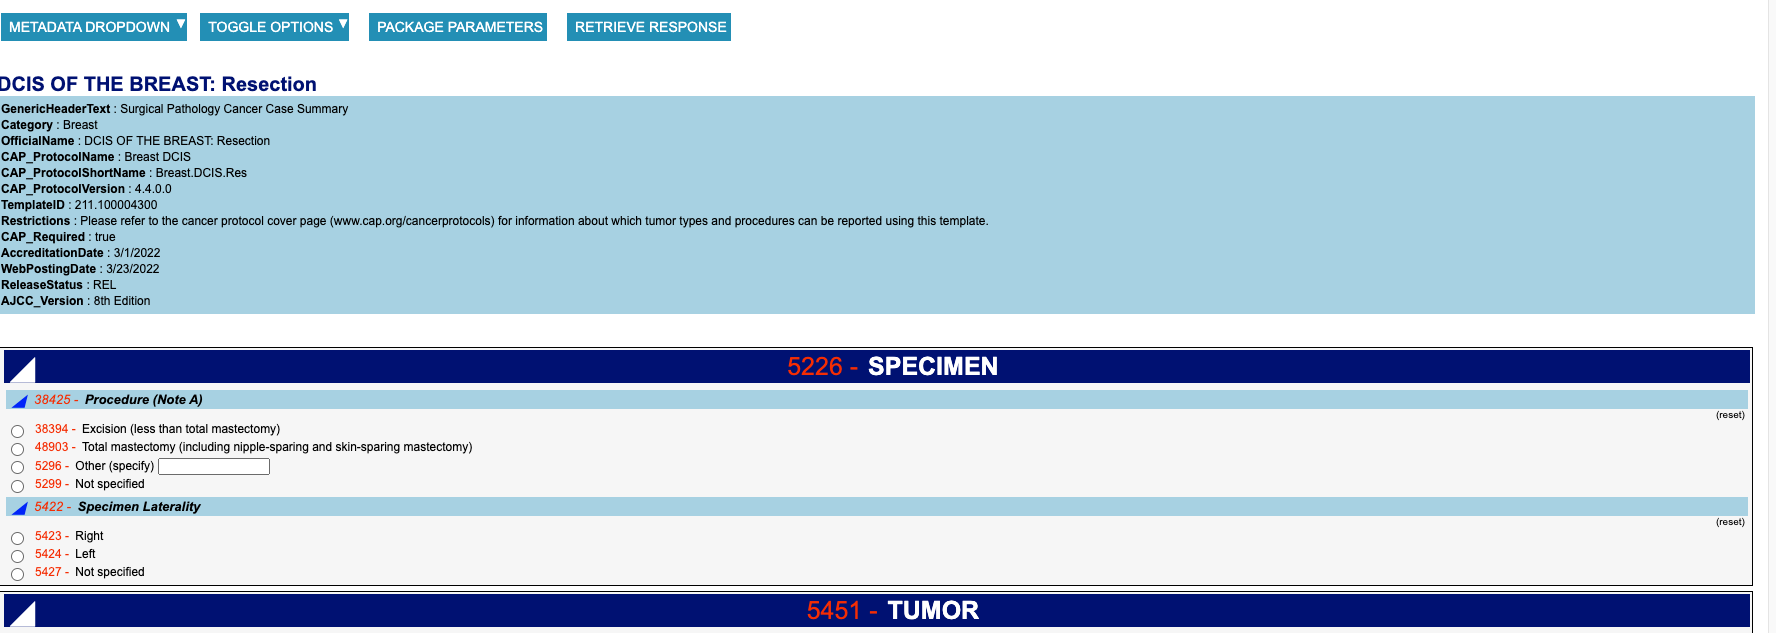 METADATA DROPDOWN ▼ TOGGLE OPTIONS ▼ PACKAGE PARAMETERS RETRIEVE RESPONSE
DCIS OF THE BREAST: Resection
GenericHeaderText : Surgical Pathology Cancer Case Summary
Category : Breast
OfficialName : DCIS OF THE BREAST: Resection
CAP_ProtocolName : Breast DCIS
CAP_ProtocolShortName : Breast.DCIS.Res
CAP_ProtocolVersion : 4.4.0.0
TemplateID : 211.100004300
Restrictions : Please refer to the cancer protocol cover page (www.cap.org/cancerprotocols) for information about which tumor types and procedures can be reported using this template.
CAP_Required : true
AccreditationDate : 3/1/2022
WebPostingDate : 3/23/2022
ReleaseStatus : REL
AJCC_Version : 8th Edition
5226 - SPECIMEN
38425 - Procedure (Note A)
(reset)
38394 - Excision (less than total mastectomy)
48903 - Total mastectomy (including nipple-sparing and skin-sparing mastectomy)
5296 - Other (specify)
5299 - Not specified
5422 - Specimen Laterality
(reset)
5423 - Right
5424 - Left
5427 - Not specified
5451 - TUMOR